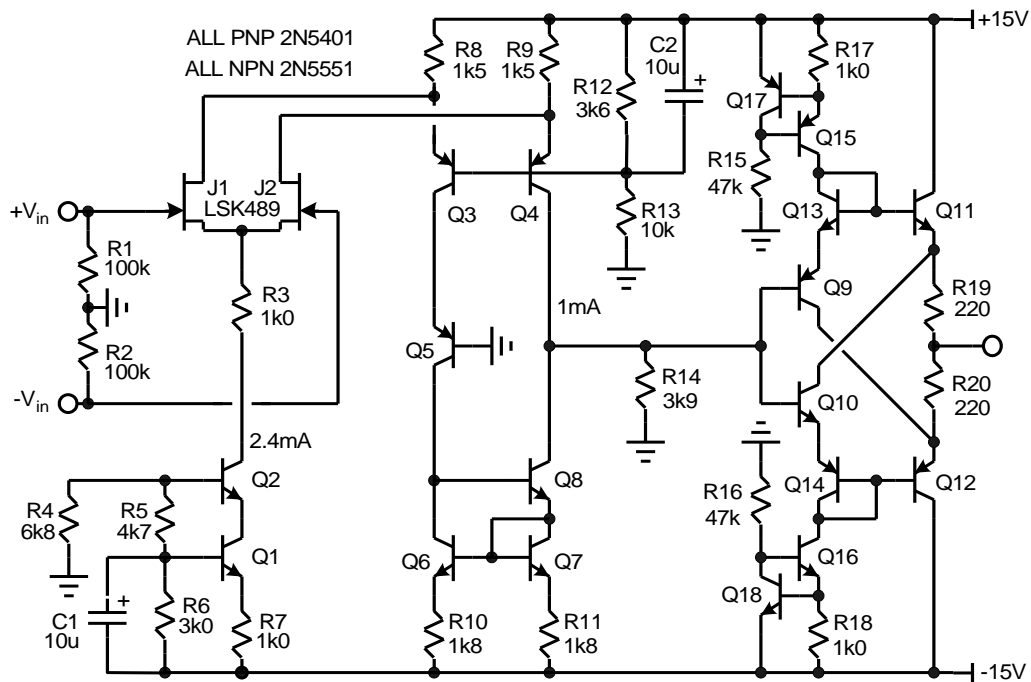 +15V
ALL PNP 2N5401
ALL NPN 2N5551
R8
1k5
R9
1k5
C2
10u
+
R12
3k6
R17
1k0
Q17
Q15
R15
47k
J1
J2
LSK489
+Vin
Q3
Q4
R13
10k
Q13
Q11
R1
100k
R3
1k0
1mA
Q9
R19
220
R2
100k
Q5
R14
3k9
R20
220
-Vin
Q10
2.4mA
Q2
Q8
Q14
Q12
R4
6k8
R5
4k7
R16
47k
Q1
Q6
Q7
Q16
Q18
C1
10u
+
R6
3k0
R7
1k0
R10
1k8
R11
1k8
R18
1k0
-15V